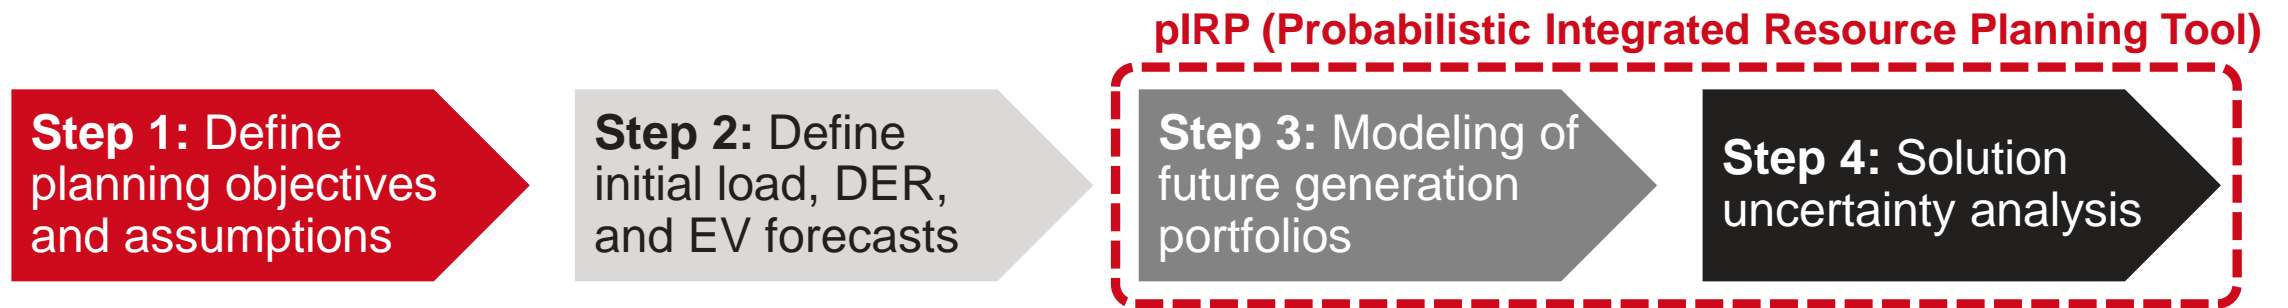 pIRP (Probabilistic Integrated Resource Planning Tool)
Step 1: Define
planning objectives
and assumptions
Step 2: Define
initial load, DER,
and EV forecasts
Step 3: Modeling of
future generation
portfolios
Step 4: Solution
uncertainty analysis